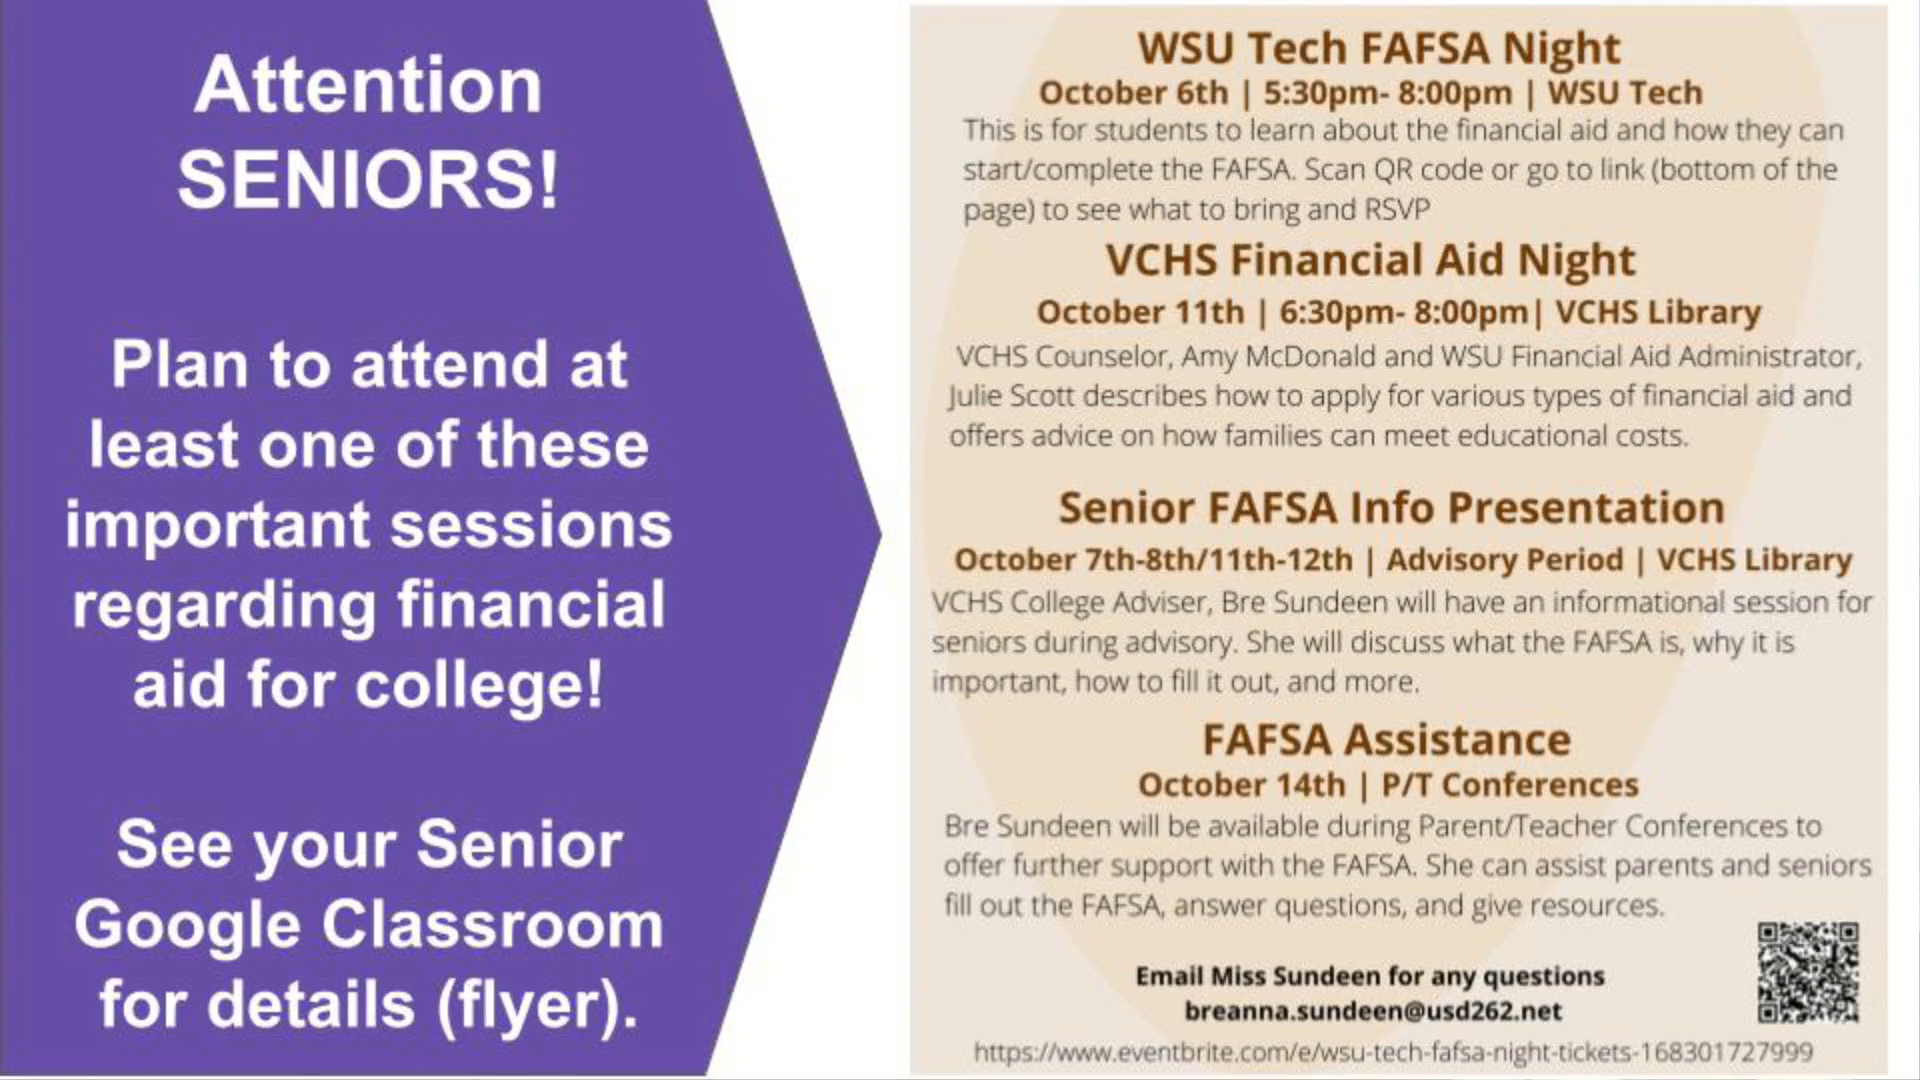 Attention
SENIORS!
Plan to attend at
least one of these
important sessions
regarding financial
aid for college!
See your Senior
Google Classroom
for details (flyer).
WSU Tech FAFSA Night
October 6th | 5:30pm- 8:00pm | WSU Tech
This is for students to learn about the financial aid and how they can
start/complete the FAFSA. Scan QR code or go to link (bottom of the
page) to see what to bring and RSVP
VCHS Financial Aid Night
October 11th | 6:30pm- 8:00pm| VCHS Library
VCHS Counselor, Amy McDonald and WSU Financial Aid Administrator,
Julie Scott describes how to apply for various types of financial aid and
offers advice on how families can meet educational costs.
Senior FAFSA Info Presentation
October 7th-8th/11th-12th | Advisory Period | VCHS Library
VCHS College Adviser, Bre Sundeen will have an informational session for
seniors during advisory. She will discuss what the FAFSA is, why it is
important, how to fill it out, and more.
FAFSA Assistance
October 14th | P/T Conferences
Bre Sundeen will be available during Parent/Teacher Conferences to
offer further support with the FAFSA. She can assist parents and seniors
fill out the FAFSA, answer questions, and give resources.
Email Miss Sundeen for any questions
breanna.sundeen@usd262.net
https://www.eventbrite.com/e/wsu-tech-fafsa-night-tickets-168301727999